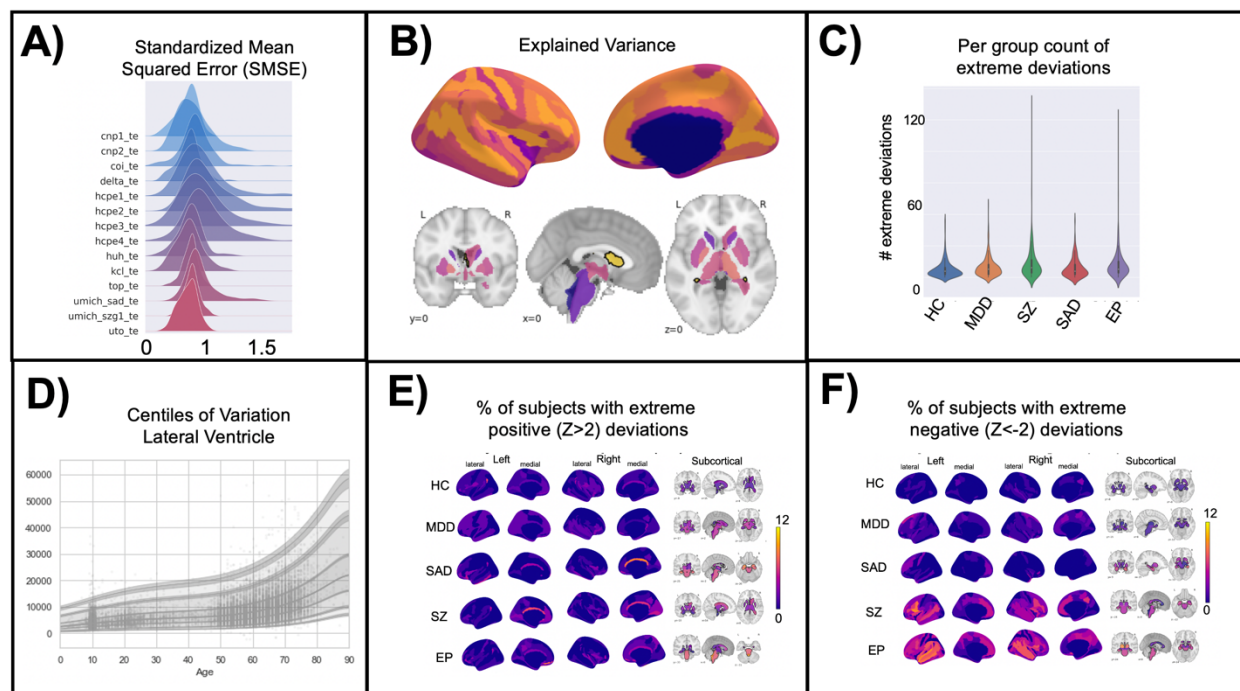 A)
Standardized Mean
Squared Error (SMSE)
cnp1_te
cnp2_te
coi_te
delta_te
hcpe1_te
hcpe2_te
hcpe3_te
hcpe4_te
huh_te
kcl_te
top_te
umich_sad_te
umich_szg1_te
uto_te
0 1 1.5
B)
Explained Variance
L R
L R
y=0
x=0
z=0
C)
Per group count of
extreme deviations
# extreme deviations
120
60
0
HC MDD SZ SAD EP
D)
Centiles of Variation
Lateral Ventricle
60000
50000
40000
30000
20000
10000
0
0 10 20 30 40 50 60 70 80 90
Age
E)
% of subjects with extreme
positive (Z>2) deviations
Left Right Subcortical
lateral medial lateral medial
HC
MDD
SAD
SZ
EP
12
0
F)
% of subjects with extreme
negative (Z<-2) deviations
Left Right Subcortical
lateral medial lateral medial
HC
MDD
SAD
SZ
EP
12
0